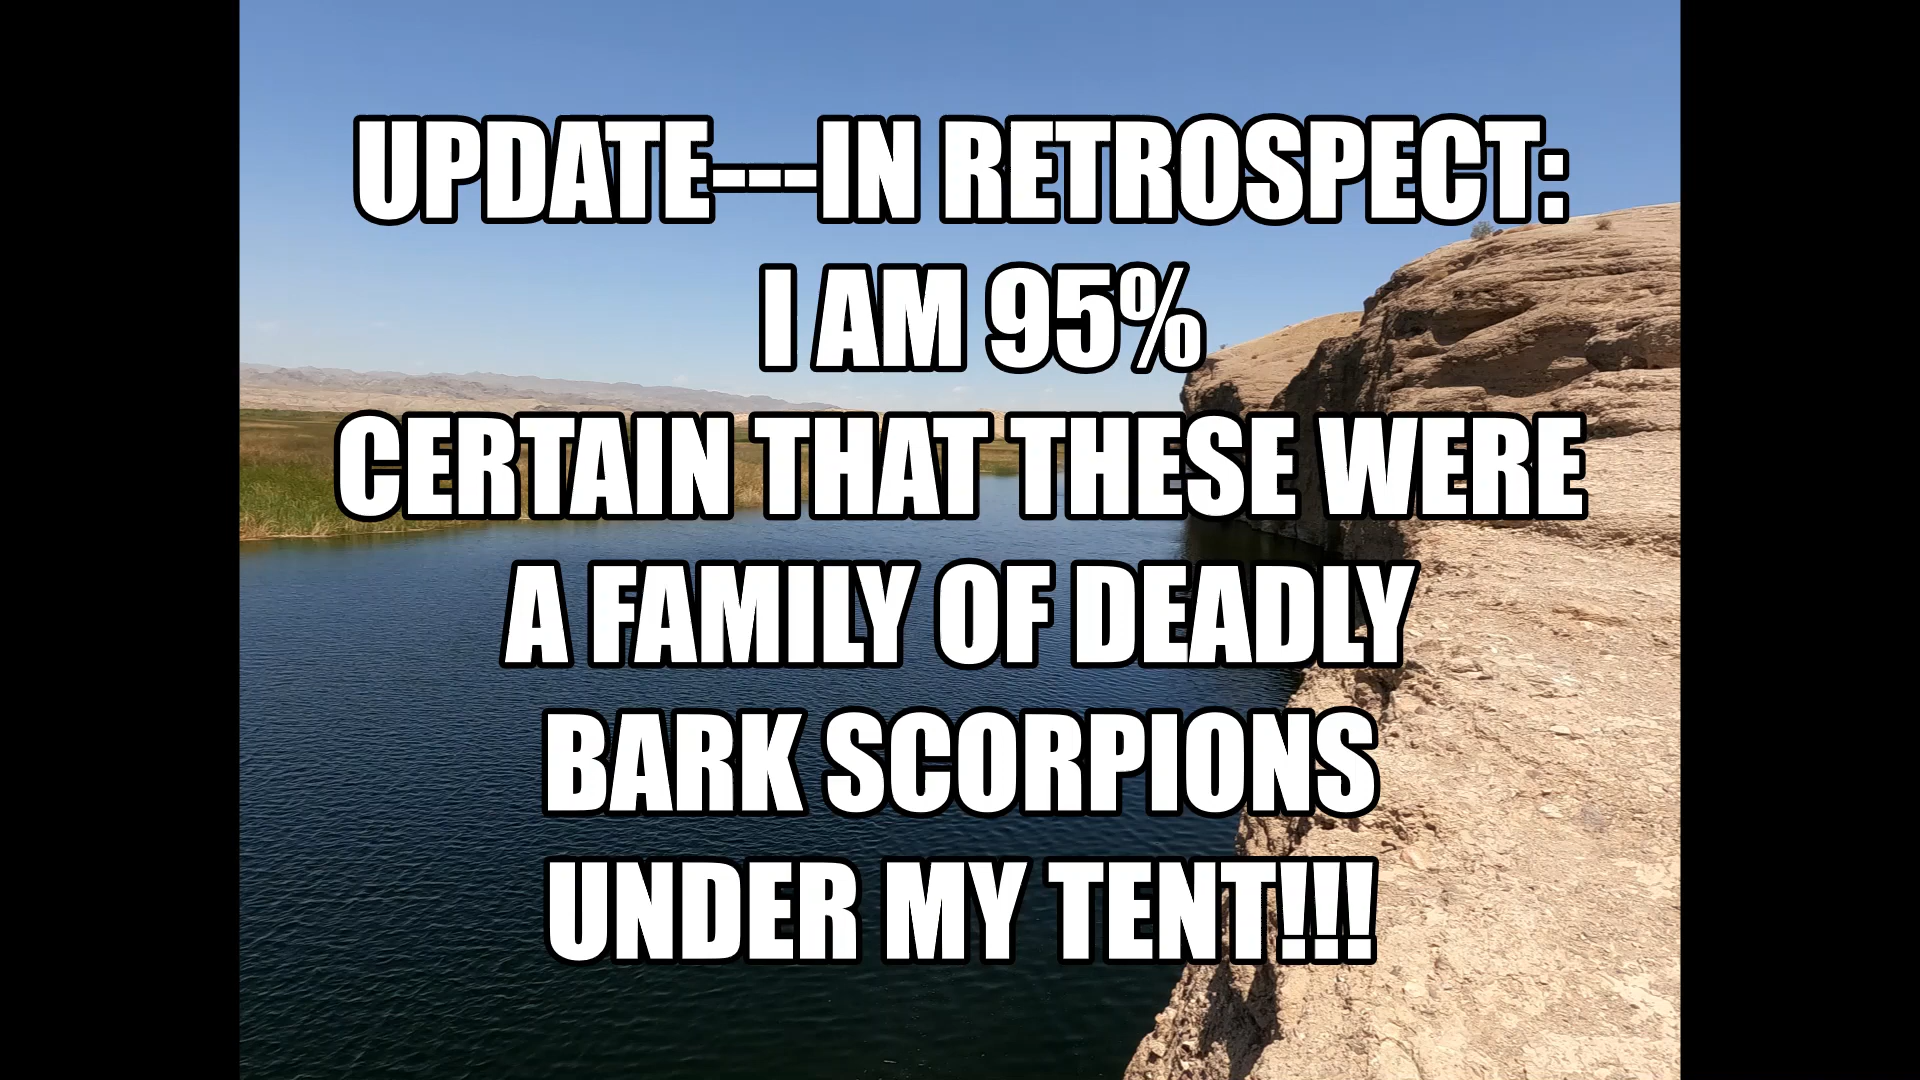 UPDATE---IN RETROSPECT:
I AM 95%
CERTAIN THAT THESE WERE
A FAMILY OF DEADLY
BARK SCORPIONS
UNDER MY TENT!!!